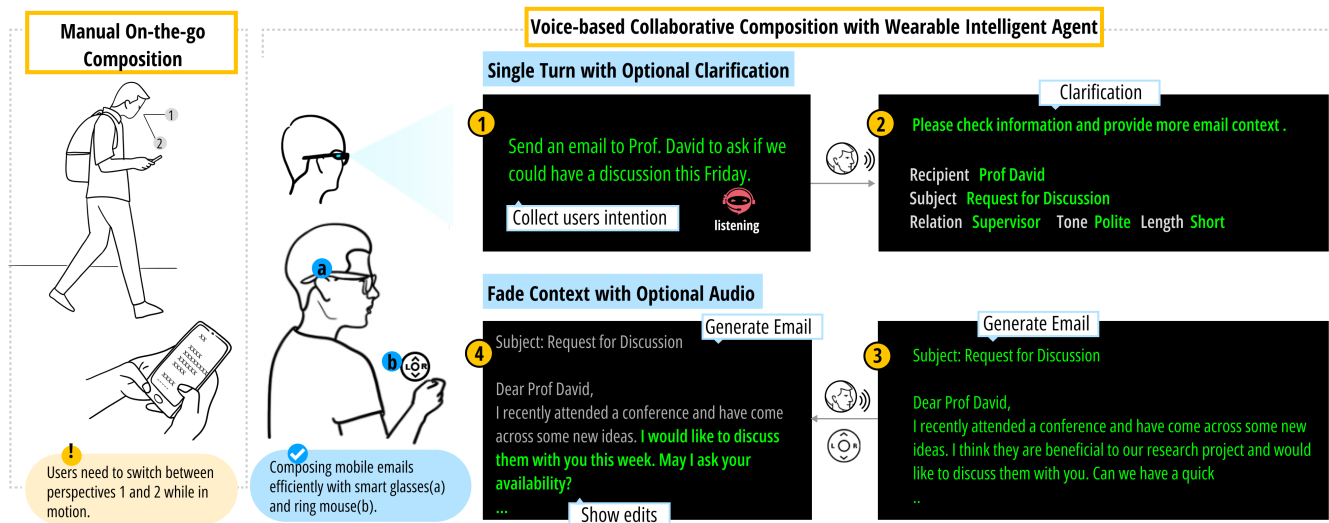 Manual On-the-go
Composition
1
2
XX
XXXX
XXXXX
XXXXXX
XXXXX
XXXX
......
!
Users need to switch between
perspectives 1 and 2 while in
motion.
Voice-based Collaborative Composition with Wearable Intelligent Agent
a
b
L O R
Composing mobile emails
efficiently with smart glasses(a)
and ring mouse(b).
Single Turn with Optional Clarification
1
Send an email to Prof. David to ask if we
could have a discussion this Friday.
Collect users intention
listening
2
Clarification
Please check information and provide more email context .
Recipient Prof David
Subject Request for Discussion
Relation Supervisor Tone Polite Length Short
Fade Context with Optional Audio
3
Generate Email
Subject: Request for Discussion
Dear Prof David,
I recently attended a conference and have come across some new
ideas. I think they are beneficial to our research project and would
like to discuss them with you. Can we have a quick
..
L O R
4
Generate Email
Subject: Request for Discussion
Dear Prof David,
I recently attended a conference and have come
across some new ideas. I would like to discuss
them with you this week. May I ask your
availability?
...
Show edits